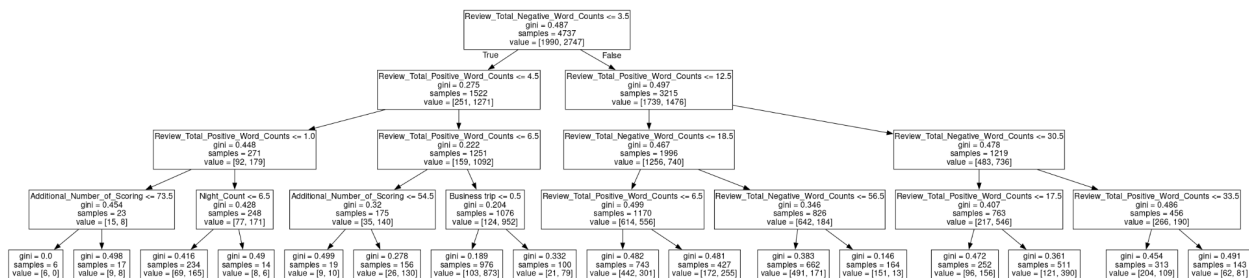 Review_Total_Negative_Word_Counts <= 3.5
gini = 0.487
samples = 4737
value = [1990, 2747]
True
False
Review_Total_Positive_Word_Counts <= 4.5
gini = 0.275
samples = 1522
value = [251, 1271]
Review_Total_Positive_Word_Counts <= 12.5
gini = 0.497
samples = 3215
value = [1739, 1476]
Review_Total_Positive_Word_Counts <= 1.0
gini = 0.448
samples = 271
value = [92, 179]
Review_Total_Positive_Word_Counts <= 6.5
gini = 0.222
samples = 1251
value = [159, 1092]
Review_Total_Negative_Word_Counts <= 18.5
gini = 0.467
samples = 1996
value = [1256, 740]
Review_Total_Negative_Word_Counts <= 30.5
gini = 0.478
samples = 1219
value = [483, 736]
Additional_Number_of_Scoring <= 73.5
gini = 0.454
samples = 23
value = [15, 8]
Night_Count <= 6.5
gini = 0.428
samples = 248
value = [77, 171]
Additional_Number_of_Scoring <= 54.5
gini = 0.32
samples = 175
value = [35, 140]
Business trip <= 0.5
gini = 0.204
samples = 1076
value = [124, 952]
Review_Total_Positive_Word_Counts <= 6.5
gini = 0.499
samples = 1170
value = [614, 556]
Review_Total_Negative_Word_Counts <= 56.5
gini = 0.346
samples = 826
value = [642, 184]
Review_Total_Positive_Word_Counts <= 17.5
gini = 0.407
samples = 763
value = [217, 546]
Review_Total_Positive_Word_Counts <= 33.5
gini = 0.486
samples = 456
value = [266, 190]
gini = 0.0
samples = 6
value = [6, 0]
gini = 0.498
samples = 17
value = [9, 8]
gini = 0.416
samples = 234
value = [69, 165]
gini = 0.49
samples = 14
value = [8, 6]
gini = 0.499
samples = 19
value = [9, 10]
gini = 0.278
samples = 156
value = [26, 130]
gini = 0.189
samples = 976
value = [103, 873]
gini = 0.332
samples = 100
value = [21, 79]
gini = 0.482
samples = 743
value = [442, 301]
gini = 0.481
samples = 427
value = [172, 255]
gini = 0.383
samples = 662
value = [491, 171]
gini = 0.146
samples = 164
value = [151, 13]
gini = 0.472
samples = 252
value = [96, 156]
gini = 0.361
samples = 511
value = [121, 390]
gini = 0.454
samples = 313
value = [204, 109]
gini = 0.491
samples = 143
value = [62, 81]